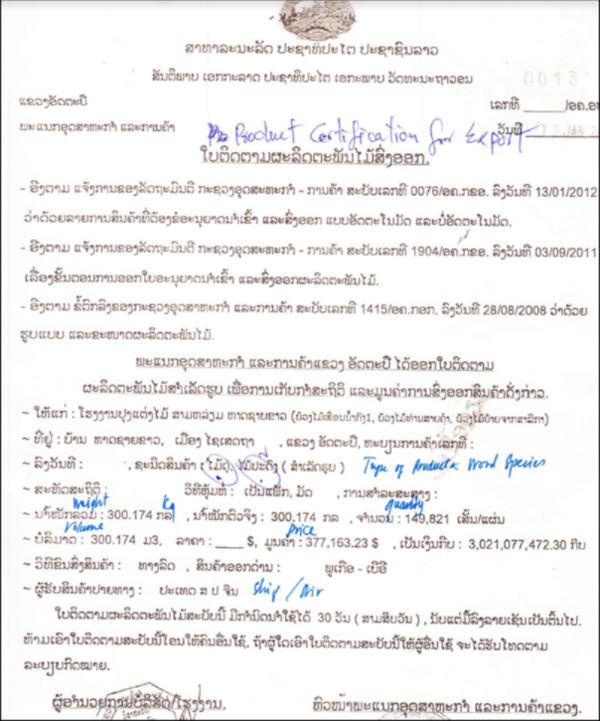 ສາທາລະນະລັດ ປະຊາທິປະໄຕ ປະຊາຊົນລາວ
ສັນຕິພາບ ເອກກະລາດ ປະຊາທິປະໄຕ ເອກະພາບ ວັດທະນະຖາວອນ
0013
ແຂວງອັດຕະປື
ເລກທີ ____/ອຄ.ອ
ພະແນກອຸດສາຫະກຳ ແລະການຄ້າ
Product Certification for Export
ວັນທີ
ໃບຕິດຕາມຜະລິດຕະພັນໄມ້ສົ່ງອອກ.
- ອີງຕາມ ແຈ້ງການຂອງລັດຖະມົນຕີ ກະຊວງອຸດສະຫະກຳ - ການຄ້າ ສະບັບເລກທີ 0076/ອຄ.ກຂອ. ລົງວັນທີ 13/01/2012
ວ່າດ້ວຍລາຍການສິນຄ້າທີ່ຕ້ອງຂໍອະນຸຍາດນຳເຂົ້າ ແລະສົ່ງອອກ ແບບອັດຕະໂນມັດ ແລະບໍ່ອັດຕະໂນມັດ.
- ອີງຕາມ ແຈ້ງການຂອງລັດຖະມົນຕີ ກະຊວງອຸດສະຫະກຳ - ການຄ້າ ສະບັບເລກທີ 1904/ອຄ.ກຂອ. ລົງວັນທີ 03/09/2011
ເລື່ອງຂັ້ນຕອນການອອກໃບອະນຸຍາດນຳເຂົ້າ ແລະສົ່ງອອກຜະລິດຕະພັນໄມ້.
- ອີງຕາມ ຂໍ້ຕົກລົງຂອງກະຊວງອຸດສາຫະກຳ ແລະການຄ້າ ສະບັບເລກທີ 1415/ອຄ.ກອກ, ລົງວັນທີ 28/08/2008 ວ່າດ້ວຍ
ຮູບແບບ ແລະຂະໜາດຜະລິດຕະພັນໄມ້.
ພະແນກອຸດສາຫະກຳ ແລະການຄ້າແຂວງ ອັດຕະປື ໄດ້ອອກໃບຕິດຕາມ
ຜະລິດຕະພັນໄມ້ສຳເລັດຮູບ ເພື່ອການເກັບກຳສະຖິຕິ ແລະມູນຄ່າການສົ່ງອອກສິນຄ້າດັ່ງກ່າວ.
~ ໃຫ້ແກ່ : ໂຮງງານປຸງແຕ່ງໄມ້ ສາມຫລ່ຽມ ຫາດຊາຍຂາວ
~ ທີ່ຢູ່ : ບ້ານ ຫາດຊາຍຂາວ, ເມືອງ ໄຊເສດຖາ , ແຂວງ ອັດຕະປື, ທະບຽນການຄ້າເລກທີ :
~ ລົງວັນທີ : , ຊະນິດສິນຄ້າ : ໄມ້ດູ່, ໄມ້ປະດົງ ( ສຳເລັດຮູບ ) Type of Products: Wood Species
~ ສະຫັດສະຖິຕິ : ວິທີຫຸ້ມຫໍ່ : ເປັນແພັກ, ມັດ , ການຊຳລະສະສາງ :
Weight Kg quantity
~ ນ້ຳໜັກລວມ : 300.174 ກລ , ນ້ຳໜັກຕົວຈິງ : 300.174 ກລ , ຈຳນວນ : 149,821 ເສັ້ນ/ແຜ່ນ
Volume Price
~ ບໍລິມາດ : 300.174 ມ3, ລາຄາ : ____ $, ມູນຄ່າ : 377,163.23 $ , ເປັນເງິນກີບ : 3,021,077,472.30 ກີບ
~ ວິທີຂົນສົ່ງສິນຄ້າ : ທາງລົດ , ສິນຄ້າອອກດ່ານ : ພູເກືອ - ເບີອີ
~ ຜູ້ຮັບສິນຄ້າປາຍທາງ : ປະເທດ ສ ປ ຈີນ Ship / Air
ໃບຕິດຕາມຜະລິດຕະພັນໄມ້ສະບັບນີ້ ມີກຳນົດນຳໃຊ້ໄດ້ 30 ວັນ ( ສາມສິບວັນ ) , ນັບແຕ່ມື້ລົງລາຍເຊັນເປັນຕົ້ນໄປ.
ຫ້າມເອົາໃບຕິດຕາມສະບັບນີ້ໂອນໃຫ້ຄົນອື່ນໃຊ້, ຖ້າຜູ້ໃດເອົາໃບຕິດຕາມສະບັບນີ້ໃຫ້ຜູ້ອື່ນໃຊ້ ຈະໄດ້ຮັບໂທດຕາມ
ລະບຽບກົດໝາຍ.
ຜູ້ອຳນວຍການບໍລິສັດ/ໂຮງງານ.
ຫົວໜ້າພະແນກອຸດສາຫະກຳ ແລະການຄ້າແຂວງ.